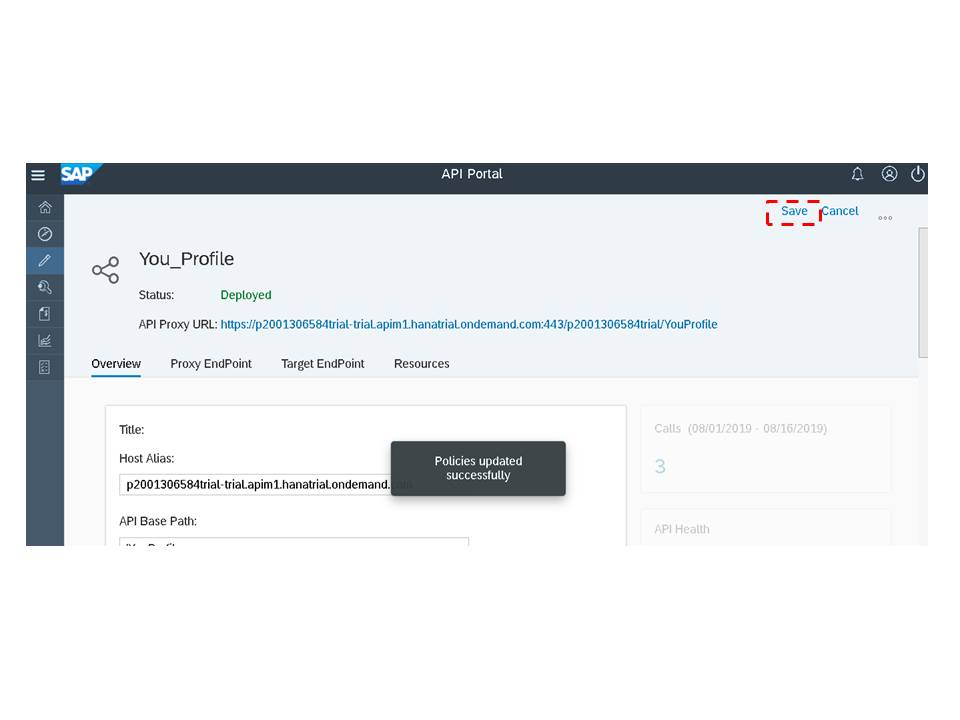 SAP
API Portal
Save Cancel
You_Profile
Status: Deployed
API Proxy URL: https://p2001306584trial-trial.apim1.hanatrial.ondemand.com:443/p2001306584trial/YouProfile
Overview Proxy EndPoint Target EndPoint Resources
Title:
Calls (08/01/2019 - 08/16/2019)
Host Alias:
Policies updated
successfully
3
p2001306584trial-trial.apim1.hanatrial.ondemand.com
API Base Path:
API Health